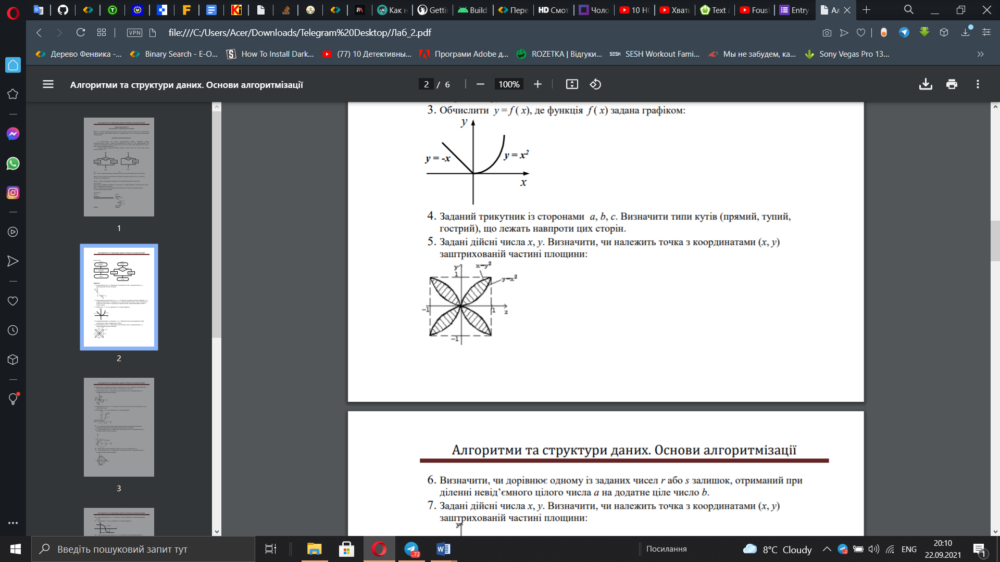 Как н
Getti
Build
Пере
HD Смот
Чоло
10 НО
Хвати
Text a
Fousl
Entry
Ал
VPN
file:///C:/Users/Acer/Downloads/Telegram%20Desktop/Лаб_2.pdf
Дерево Фенвика -...
Binary Search - E-O...
How To Install Dark...
(77) 10 Детективны...
Програми Adobe д...
ROZETKA | Відгуки...
SESH Workout Fami...
Мы не забудем, ка...
Sony Vegas Pro 13...
Алгоритми та структури даних. Основи алгоритмізації
2 / 6
100%
1
2
3
3. Обчислити y = f ( x), де функція f ( x) задана графіком:
y
y = -x
y = x²
x
4. Заданий трикутник із сторонами a, b, c. Визначити типи кутів (прямий, тупий,
гострий), що лежать навпроти цих сторін.
5. Задані дійсні числа x, y. Визначити, чи належить точка з координатами (x, y)
заштрихованій частині площини:
y
1
x=y²
y=x²
-1
1
x
-1
Алгоритми та структури даних. Основи алгоритмізації
6. Визначити, чи дорівнює одному із заданих чисел r або s залишок, отриманий при
діленні невід’ємного цілого числа a на додатне ціле число b.
7. Задані дійсні числа x, y. Визначити, чи належить точка з координатами (x, y)
заштрихованій частині площини:
y
Введіть пошуковий запит тут
..72
Посилання
8°C Cloudy
ENG
20:10
22.09.2021
1